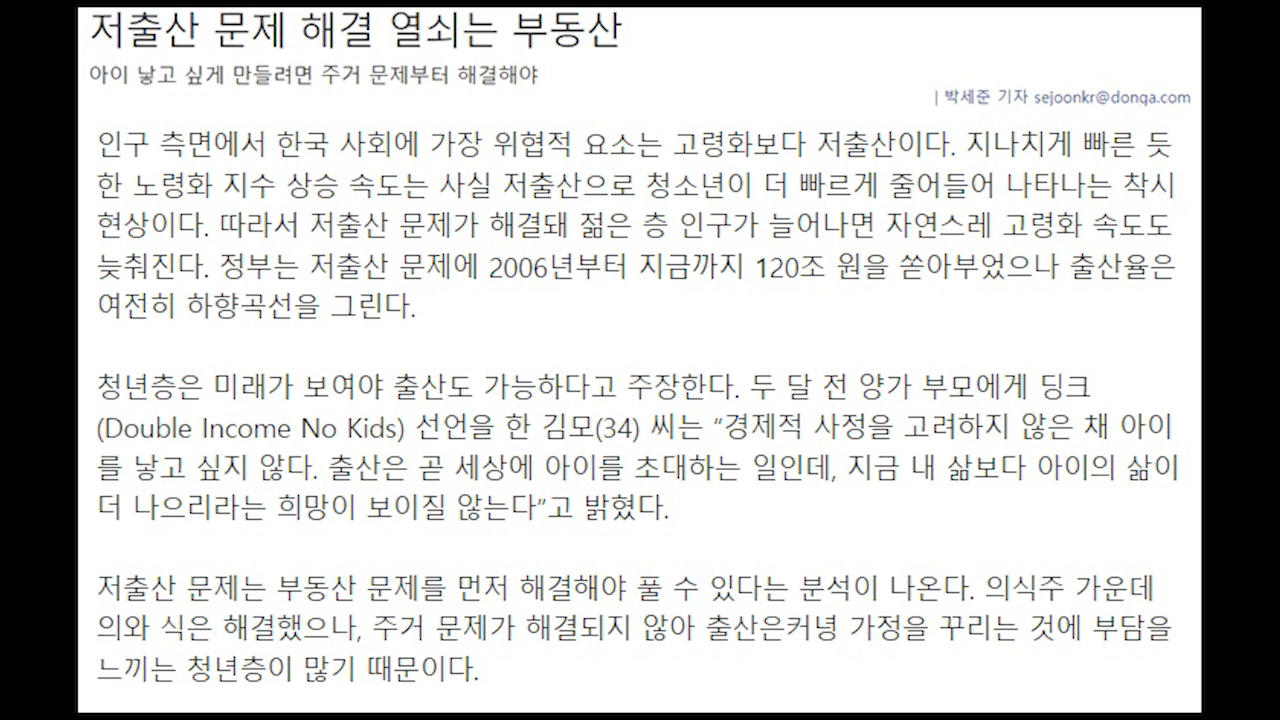 저출산 문제 해결 열쇠는 부동산
아이 낳고 싶게 만들려면 주거 문제부터 해결해야
| 박세준 기자 sejoonkr@donga.com
인구 측면에서 한국 사회에 가장 위협적 요소는 고령화보다 저출산이다. 지나치게 빠른 듯
한 노령화 지수 상승 속도는 사실 저출산으로 청소년이 더 빠르게 줄어들어 나타나는 착시
현상이다. 따라서 저출산 문제가 해결돼 젊은 층 인구가 늘어나면 자연스레 고령화 속도도
늦춰진다. 정부는 저출산 문제에 2006년부터 지금까지 120조 원을 쏟아부었으나 출산율은
여전히 하향곡선을 그린다.
청년층은 미래가 보여야 출산도 가능하다고 주장한다. 두 달 전 양가 부모에게 딩크
(Double Income No Kids) 선언을 한 김모(34) 씨는 “경제적 사정을 고려하지 않은 채 아이
를 낳고 싶지 않다. 출산은 곧 세상에 아이를 초대하는 일인데, 지금 내 삶보다 아이의 삶이
더 나으리라는 희망이 보이질 않는다”고 밝혔다.
저출산 문제는 부동산 문제를 먼저 해결해야 풀 수 있다는 분석이 나온다. 의식주 가운데
의와 식은 해결했으나, 주거 문제가 해결되지 않아 출산은커녕 가정을 꾸리는 것에 부담을
느끼는 청년층이 많기 때문이다.